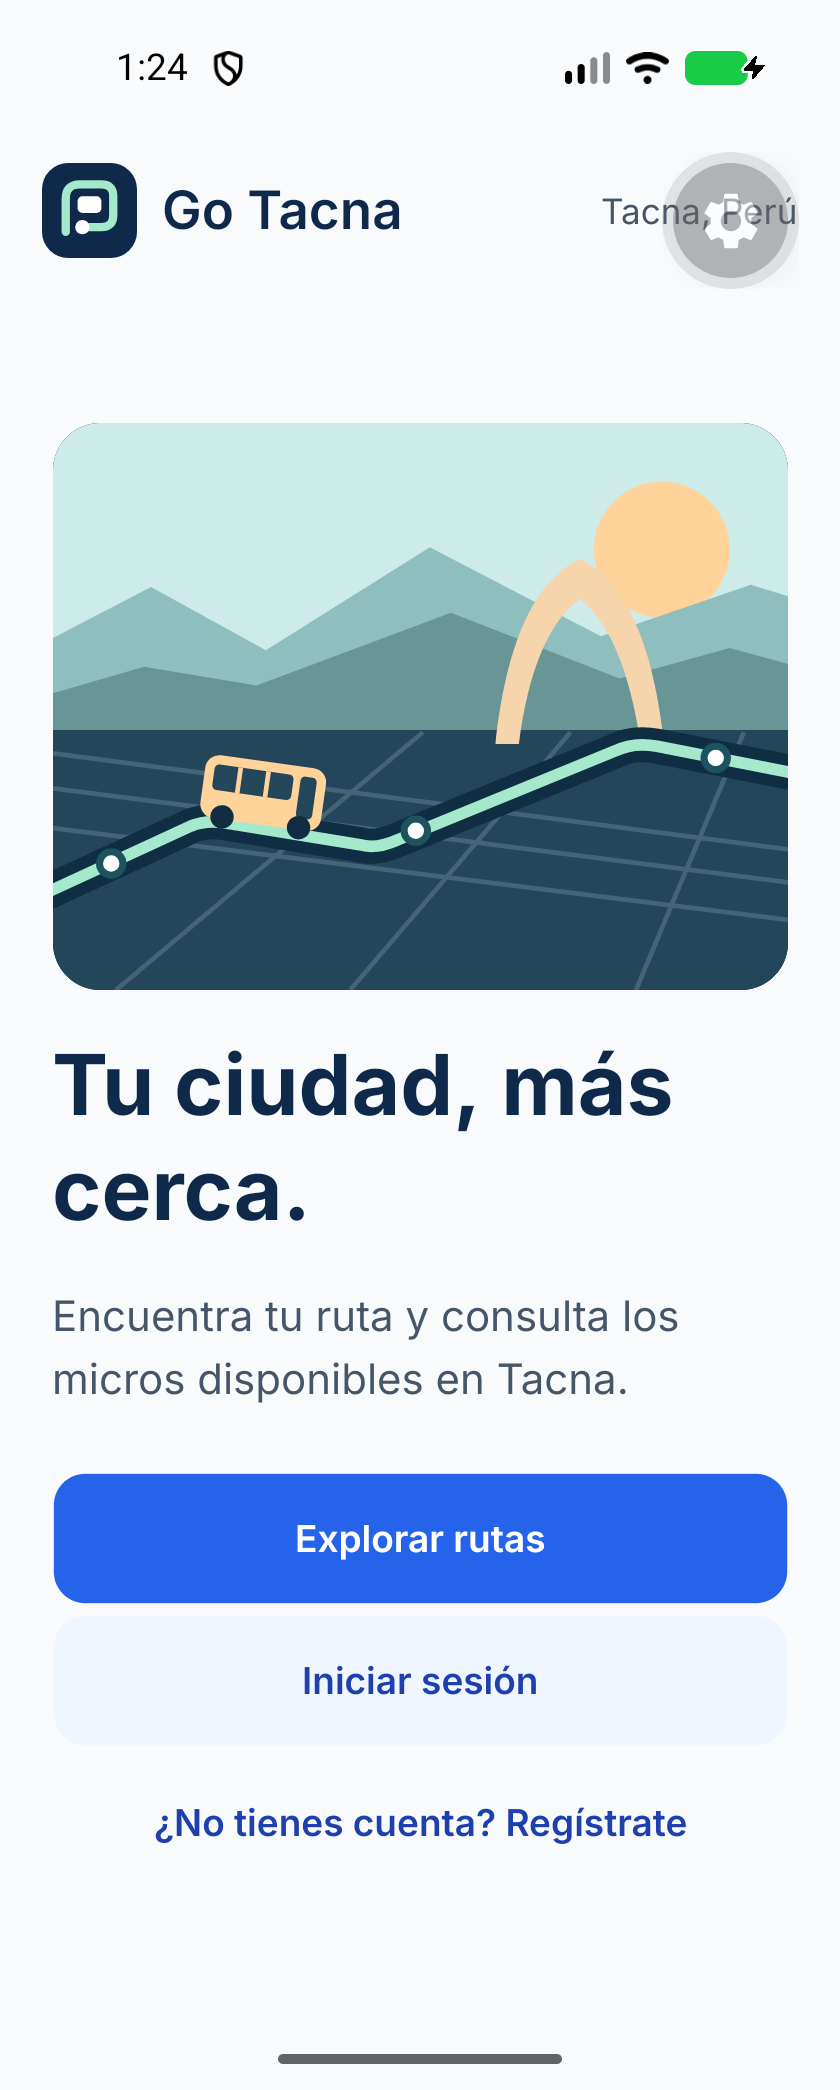 1:24
Go Tacna
Tacna, Perú
Tu ciudad, más
cerca.
Encuentra tu ruta y consulta los
micros disponibles en Tacna.
Explorar rutas
Iniciar sesión
¿No tienes cuenta? Regístrate